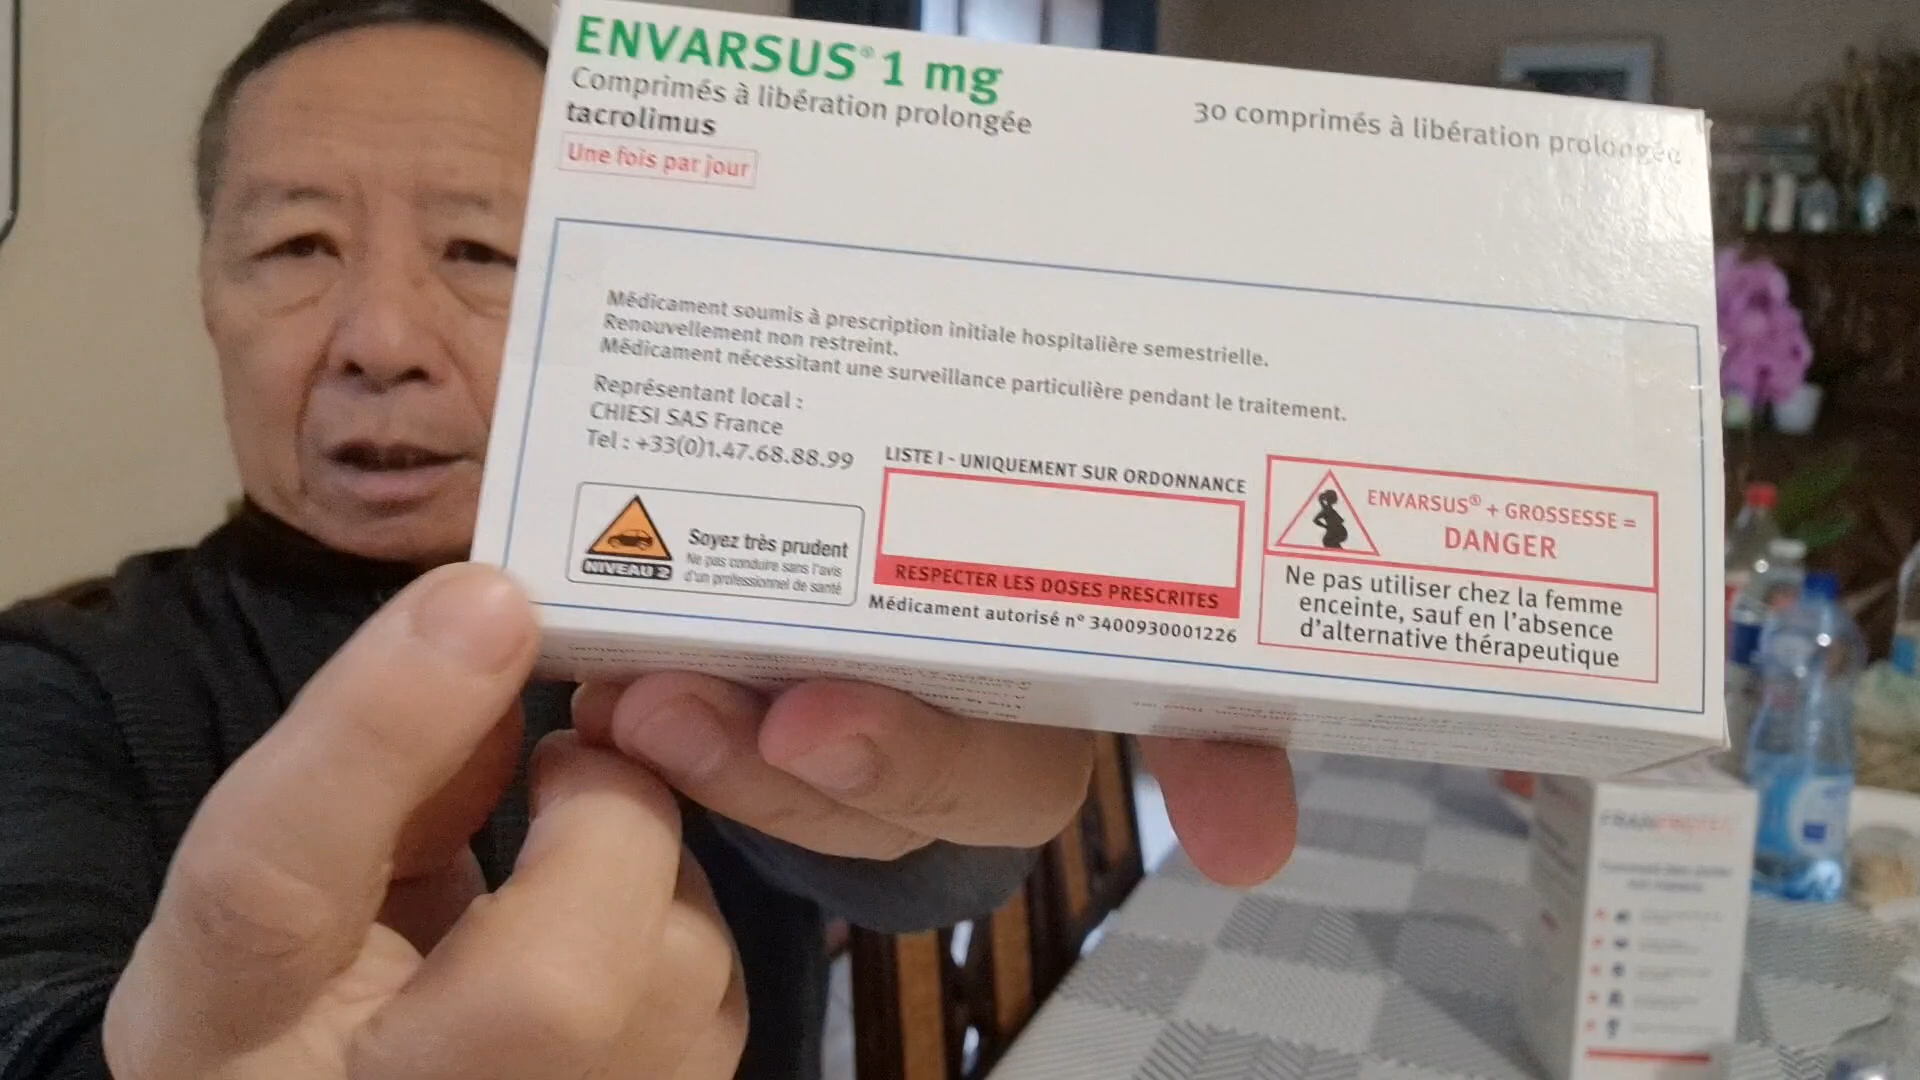 ENVARSUS® 1 mg
Comprimés à libération prolongée
tacrolimus
Une fois par jour
30 comprimés à libération prolongée
Médicament soumis à prescription initiale hospitalière semestrielle.
Renouvellement non restreint.
Médicament nécessitant une surveillance particulière pendant le traitement.
Représentant local :
CHIESI SAS France
Tel : +33(0)1.47.68.88.99
NIVEAU 2
Soyez très prudent
Ne pas conduire sans l'avis
d'un professionnel de santé
LISTE I - UNIQUEMENT SUR ORDONNANCE
RESPECTER LES DOSES PRESCRITES
Médicament autorisé n° 3400930001226
ENVARSUS® + GROSSESSE =
DANGER
Ne pas utiliser chez la femme
enceinte, sauf en l'absence
d'alternative thérapeutique